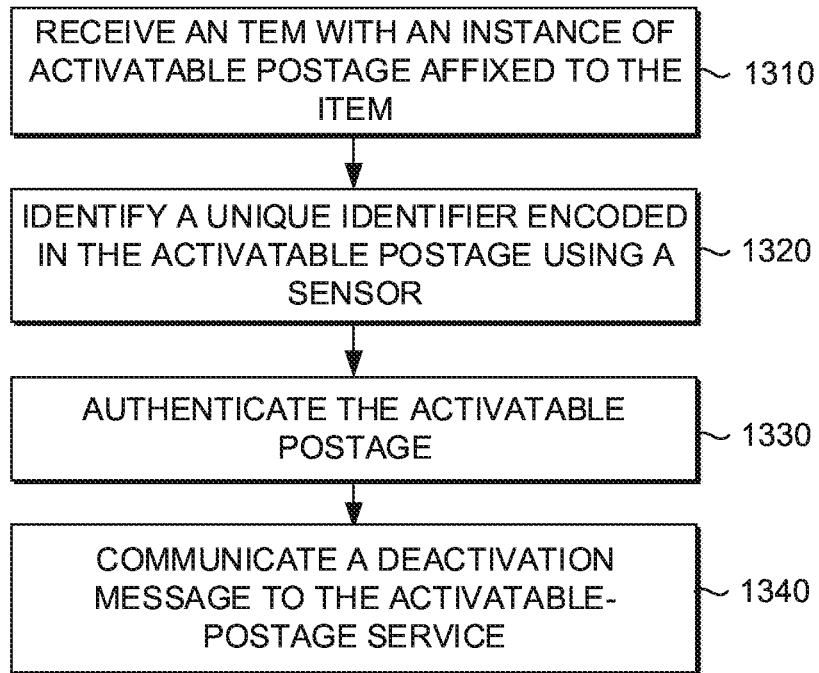 RECEIVE AN TEM WITH AN INSTANCE OF
ACTIVATABLE POSTAGE AFFIXED TO THE
ITEM
1310
IDENTIFY A UNIQUE IDENTIFIER ENCODED
IN THE ACTIVATABLE POSTAGE USING A
SENSOR
1320
AUTHENTICATE THE ACTIVATABLE
POSTAGE
1330
COMMUNICATE A DEACTIVATION
MESSAGE TO THE ACTIVATABLE-
POSTAGE SERVICE
1340